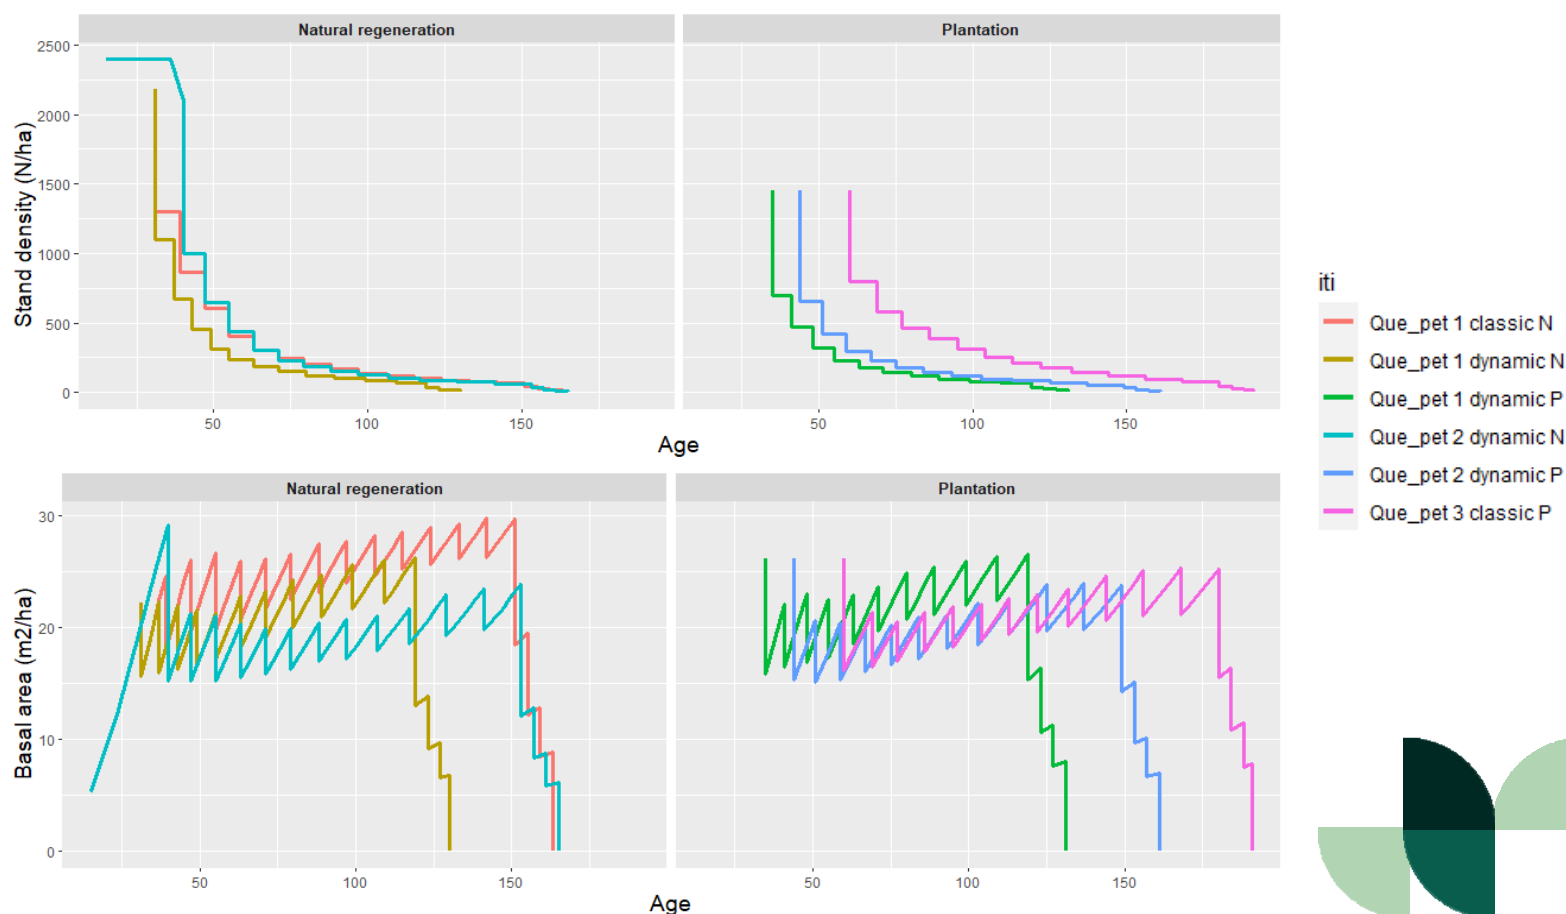 Natural regeneration
Plantation
2500
2000
1500
1000
500
0
Stand density (N/ha)
50
100
150
50
100
150
Age
Natural regeneration
Plantation
30
20
10
0
Basal area (m2/ha)
50
100
150
50
100
150
Age
iti
Que_pet 1 classic N
Que_pet 1 dynamic N
Que_pet 1 dynamic P
Que_pet 2 dynamic N
Que_pet 2 dynamic P
Que_pet 3 classic P